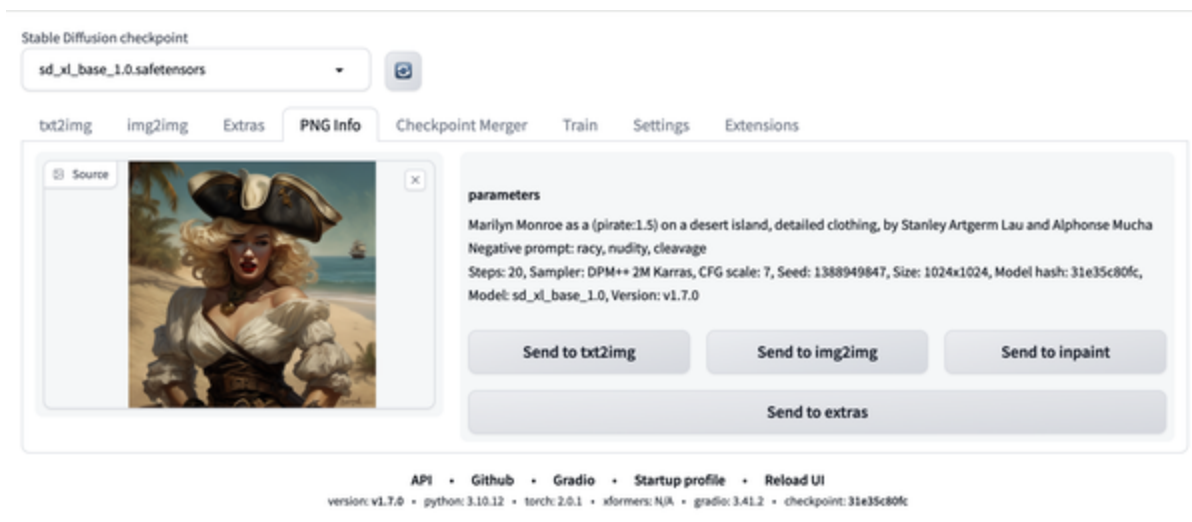 Stable Diffusion checkpoint
sd_xl_base_1.0.safetensors
txt2img img2img Extras PNG Info Checkpoint Merger Train Settings Extensions
Source
parameters
Marilyn Monroe as a (pirate:1.5) on a desert island, detailed clothing, by Stanley Artgerm Lau and Alphonse Mucha
Negative prompt: racy, nudity, cleavage
Steps: 20, Sampler: DPM++ 2M Karras, CFG scale: 7, Seed: 1388949847, Size: 1024x1024, Model hash: 31e35c80fc,
Model: sd_xl_base_1.0, Version: v1.7.0
Send to txt2img Send to img2img Send to inpaint
Send to extras
API • Github • Gradio • Startup profile • Reload UI
version: v1.7.0 • python: 3.10.12 • torch: 2.0.1 • xformers: N/A • gradio: 3.41.2 • checkpoint: 31e35c80fc